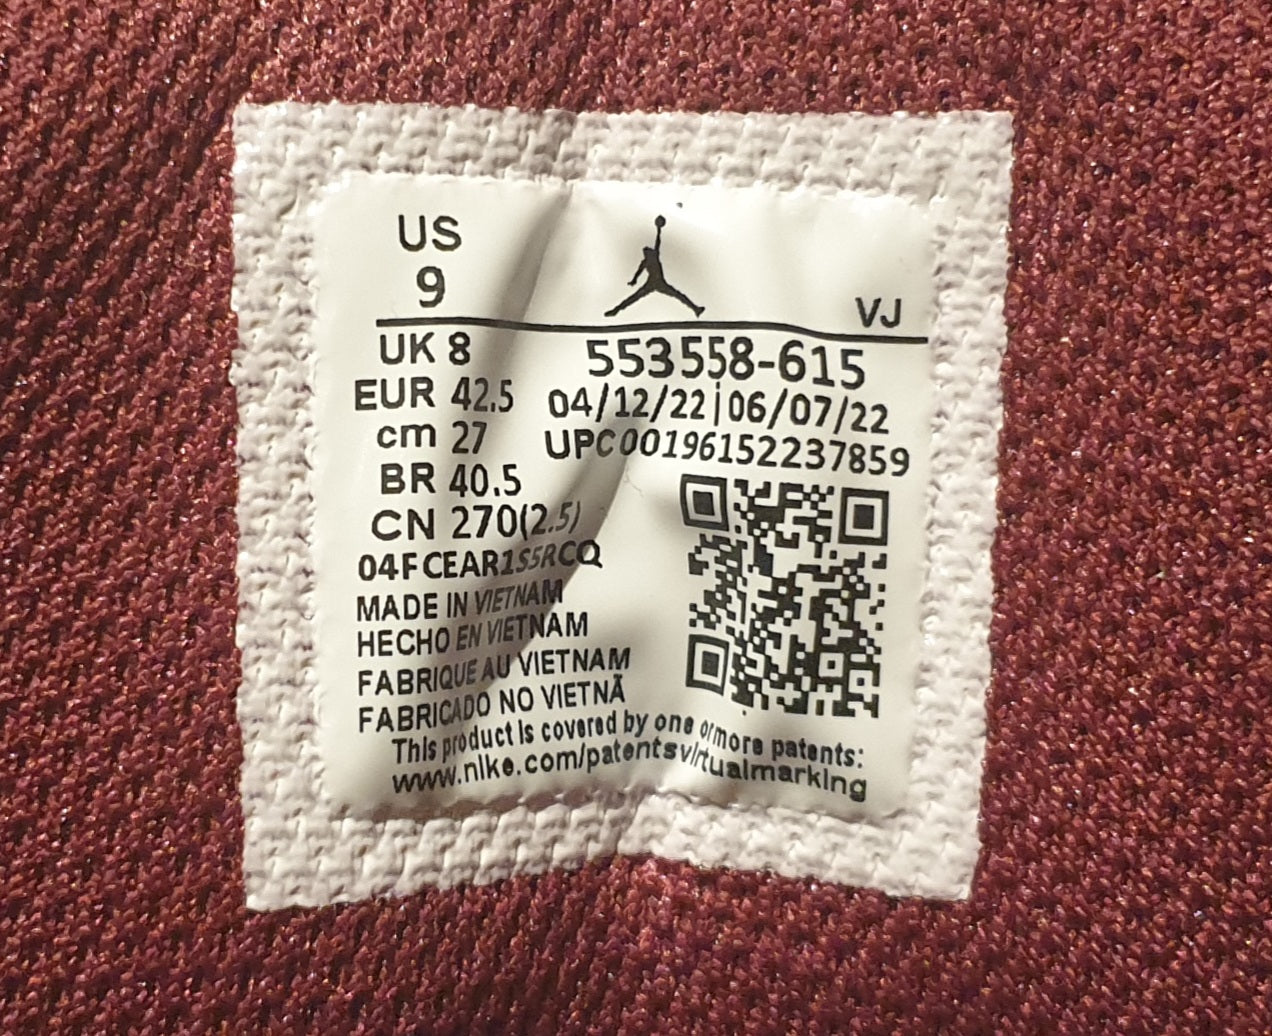 US
9
VJ
UK 8
553558-615
EUR 42.5
04/12/22|06/07/22
cm 27
UPC00196152237859
BR 40.5
CN 270(2.5)
04FCEAR1S5RCQ
MADE IN VIETNAM
HECHO EN VIETNAM
FABRIQUE AU VIETNAM
FABRICADO NO VIETNÃ
This product is covered by one or more patents:
www.nike.com/patentsvirtualmarking